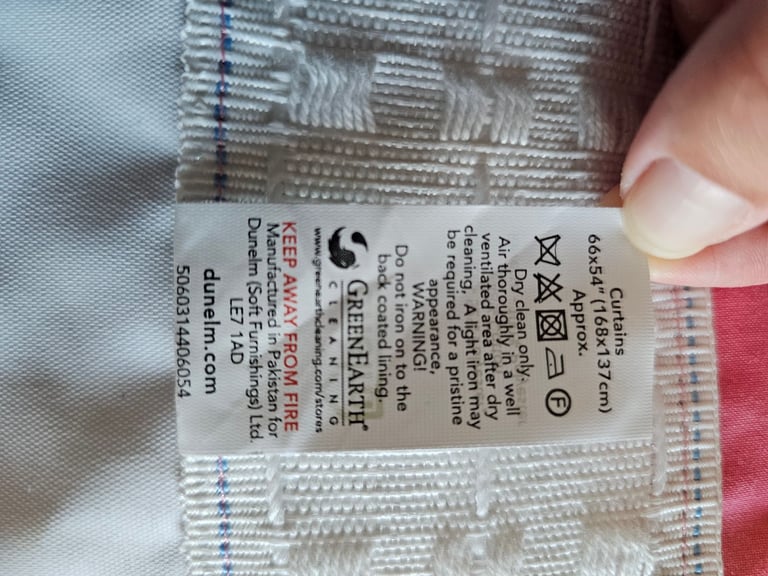 Curtains
66x54" (168x137cm)
Approx.
F
Dry clean only.
Air thoroughly in a well
ventilated area after dry
cleaning, A light iron may
be required for a pristine
appearance,
WARNING!
Do not iron on to the
back coated lining.
GREENEARTH®
CLEANING
www.greenearthcleaning.com/stores
KEEP AWAY FROM FIRE
Manufactured in Pakistan for
Dunelm (Soft Furnishings) Ltd.
LE7 1AD
dunelm.com
5060314406054